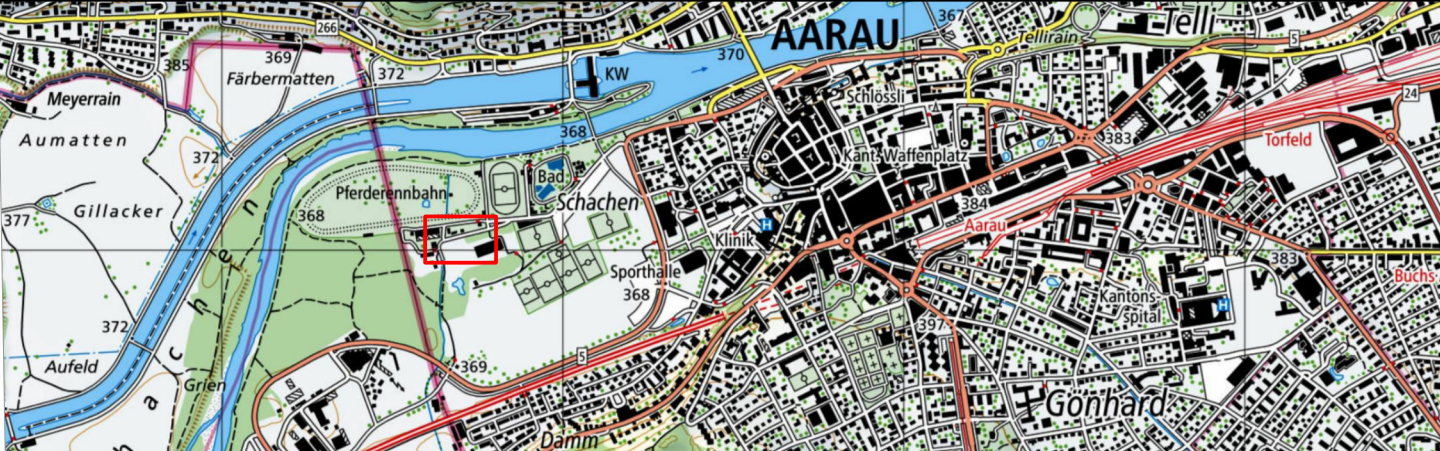 266
367
AARAU
Telli
Tellirain
5
385
369
372
370
KW
Färbermatten
24
Meyerrain
Schlössli
368
383
Aumatten
Torfeld
372
Kant. Waffenplatz
Bad
Pferderennbahn
Schachen
384
377
Gillacker
368
n
Aarau
Klinik
H
e
383
Sporthalle
Buchs
h
368
Kantons-
Spital
H
372
c
397
5
Aufeld
369
Grien
a
Gonhard
Damm
h